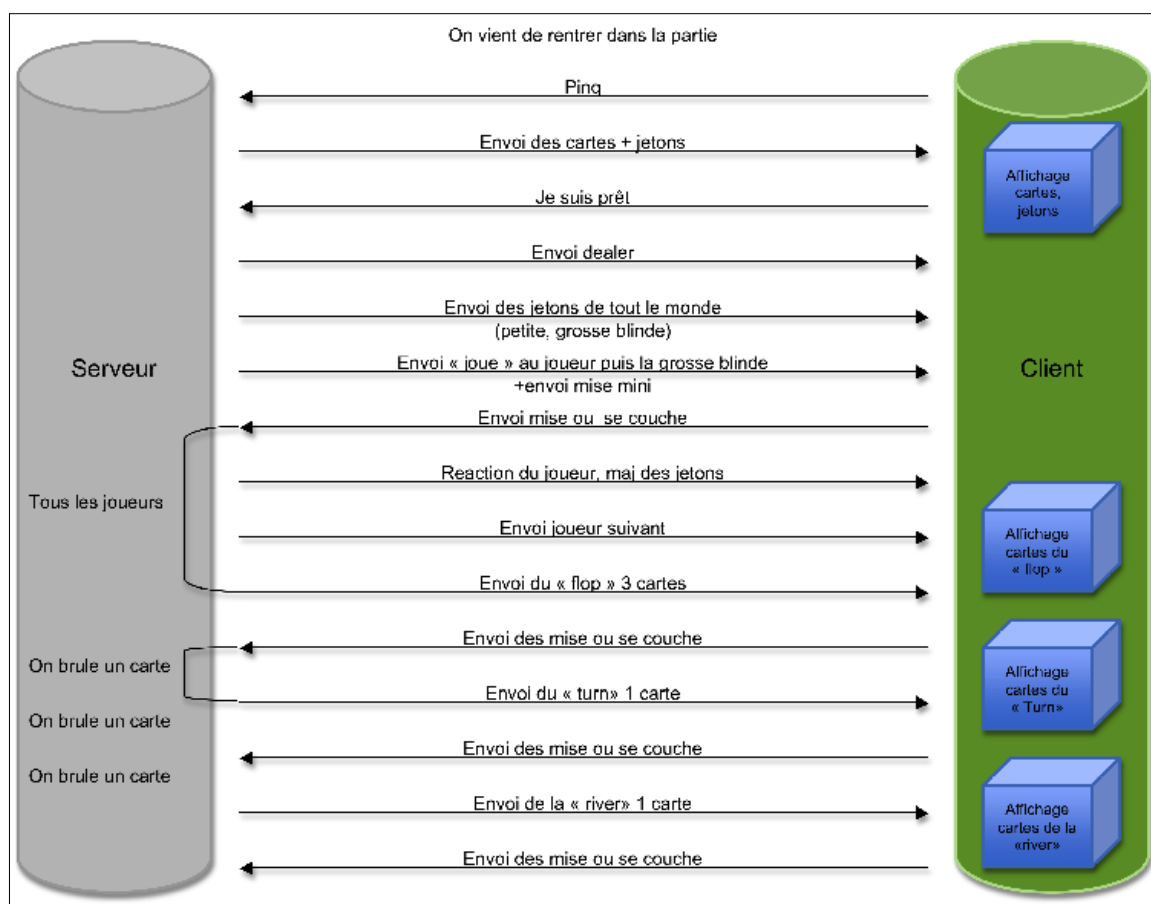 On vient de rentrer dans la partie
Ping
Envoi des cartes + jetons
Affichage
cartes,
jetons
Je suis prêt
Envoi dealer
Envoi des jetons de tout le monde
(petite, grosse blinde)
Serveur
Envoi « joue » au joueur puis la grosse blinde
+envoi mise mini
Client
Envoi mise ou se couche
Tous les joueurs
Reaction du joueur, maj des jetons
Envoi joueur suivant
Affichage
cartes du
« flop »
Envoi du « flop » 3 cartes
Envoi des mise ou se couche
On brule un carte
Envoi du « turn» 1 carte
Affichage
cartes du
« Turn»
On brule un carte
Envoi des mise ou se couche
On brule un carte
Envoi de la « river» 1 carte
Affichage
cartes de la
«river»
Envoi des mise ou se couche